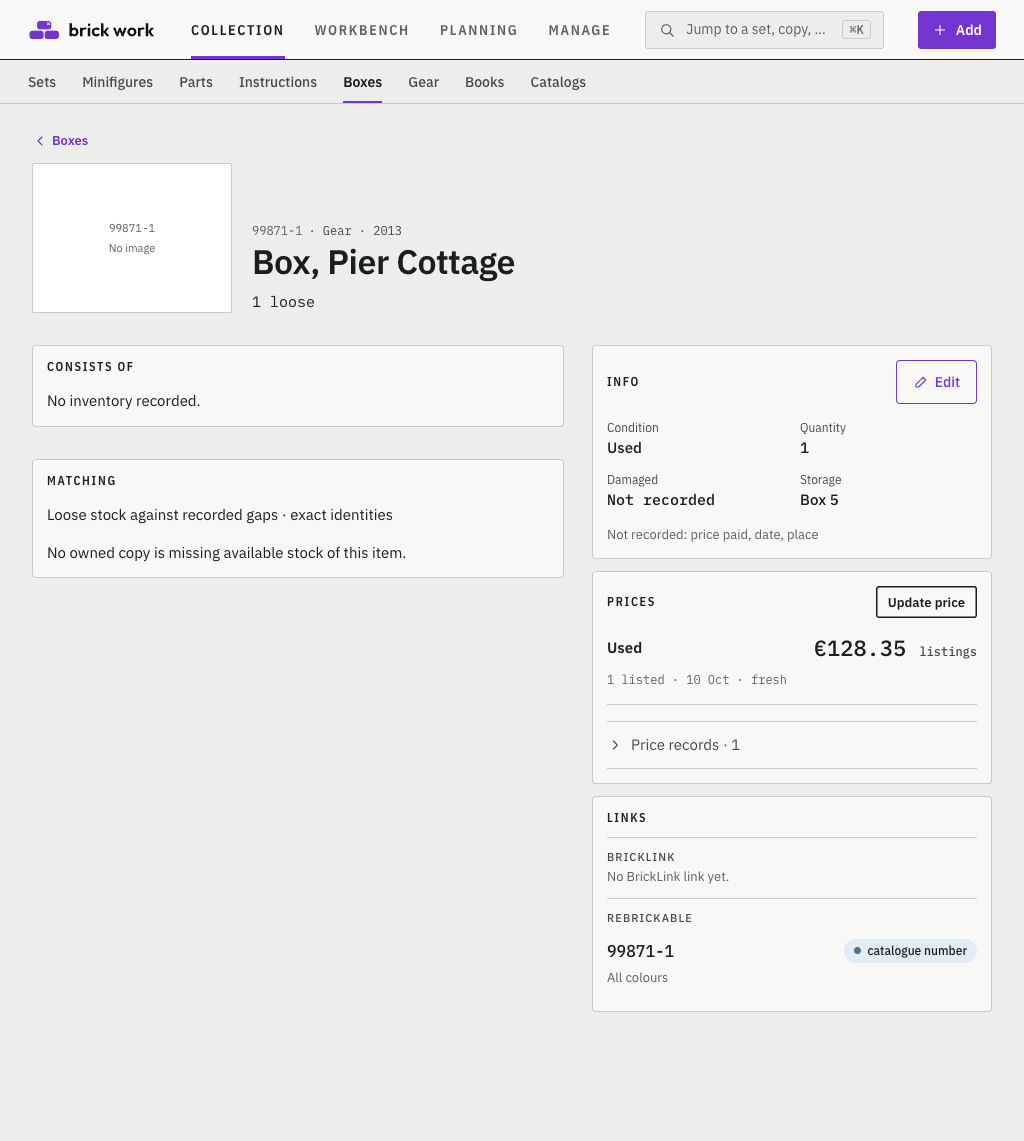 brick work
COLLECTION
WORKBENCH
PLANNING
MANAGE
Jump to a set, copy, ...
⌘K
Add
Sets
Minifigures
Parts
Instructions
Boxes
Gear
Books
Catalogs
Boxes
99871-1
No image
99871-1 · Gear · 2013
Box, Pier Cottage
1 loose
CONSISTS OF
No inventory recorded.
MATCHING
Loose stock against recorded gaps · exact identities
No owned copy is missing available stock of this item.
INFO
Edit
Condition
Quantity
Used
1
Damaged
Storage
Not recorded
Box 5
Not recorded: price paid, date, place
PRICES
Update price
Used
€128.35 listings
1 listed · 10 Oct · fresh
Price records · 1
LINKS
BRICKLINK
No BrickLink link yet.
REBRICKABLE
99871-1
catalogue number
All colours